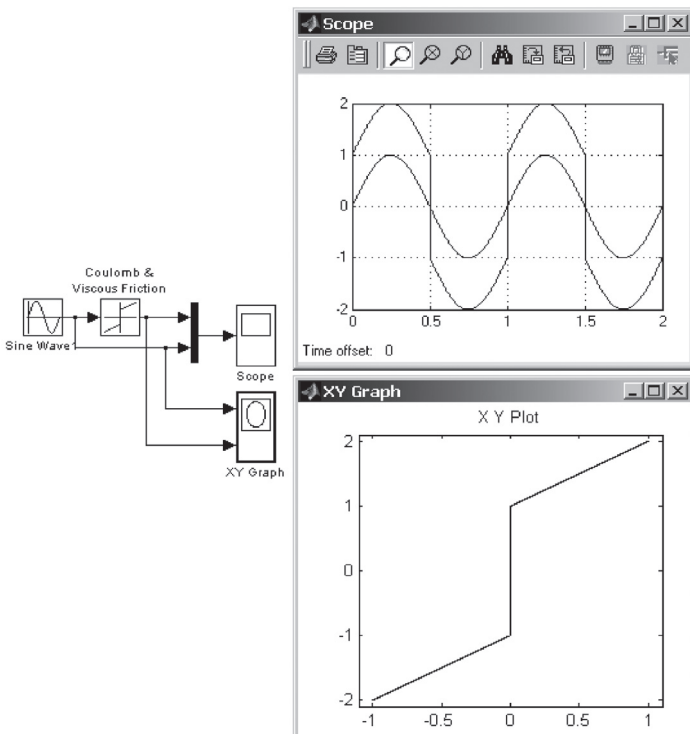 Scope
2
1
0
-1
-2
0 0.5 1 1.5 2
Time offset: 0
Coulomb &
Viscous Friction
Sine Wave1
Scope
XY Graph
XY Graph
X Y Plot
2
1
0
-1
-2
-1 -0.5 0 0.5 1